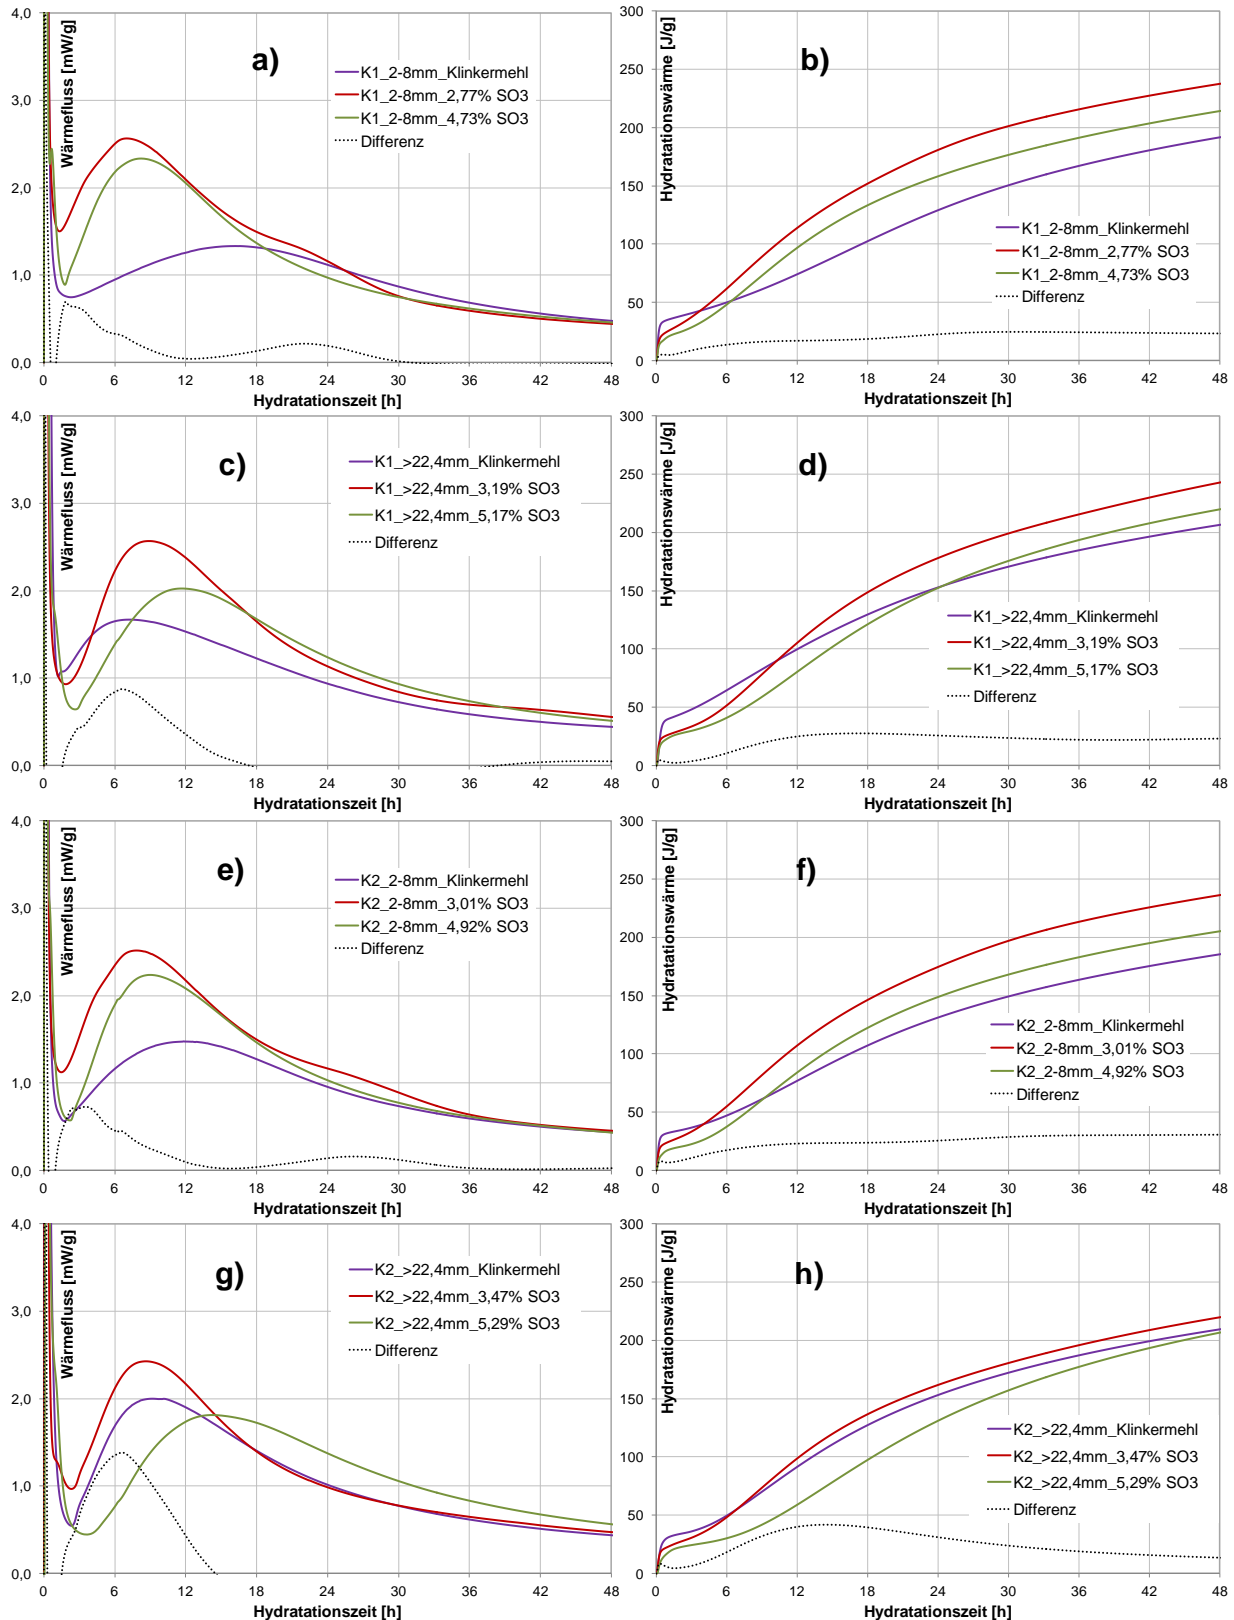 4,0
3,0
2,0
1,0
0,0
Wärmefluss [mW/g]
a)
K1_2-8mm_Klinkermehl
K1_2-8mm_2,77% SO3
K1_2-8mm_4,73% SO3
Differenz
0 6 12 18 24 30 36 42 48
Hydratationszeit [h]
300
250
200
150
100
50
0
Hydratationswärme [J/g]
b)
K1_2-8mm_Klinkermehl
K1_2-8mm_2,77% SO3
K1_2-8mm_4,73% SO3
Differenz
0 6 12 18 24 30 36 42 48
Hydratationszeit [h]
4,0
3,0
2,0
1,0
0,0
Wärmefluss [mW/g]
c)
K1_>22,4mm_Klinkermehl
K1_>22,4mm_3,19% SO3
K1_>22,4mm_5,17% SO3
Differenz
0 6 12 18 24 30 36 42 48
Hydratationszeit [h]
300
250
200
150
100
50
0
Hydratationswärme [J/g]
d)
K1_>22,4mm_Klinkermehl
K1_>22,4mm_3,19% SO3
K1_>22,4mm_5,17% SO3
Differenz
0 6 12 18 24 30 36 42 48
Hydratationszeit [h]
4,0
3,0
2,0
1,0
0,0
Wärmefluss [mW/g]
e)
K2_2-8mm_Klinkermehl
K2_2-8mm_3,01% SO3
K2_2-8mm_4,92% SO3
Differenz
0 6 12 18 24 30 36 42 48
Hydratationszeit [h]
300
250
200
150
100
50
0
Hydratationswärme [J/g]
f)
K2_2-8mm_Klinkermehl
K2_2-8mm_3,01% SO3
K2_2-8mm_4,92% SO3
Differenz
0 6 12 18 24 30 36 42 48
Hydratationszeit [h]
4,0
3,0
2,0
1,0
0,0
Wärmefluss [mW/g]
g)
K2_>22,4mm_Klinkermehl
K2_>22,4mm_3,47% SO3
K2_>22,4mm_5,29% SO3
Differenz
0 6 12 18 24 30 36 42 48
Hydratationszeit [h]
300
250
200
150
100
50
0
Hydratationswärme [J/g]
h)
K2_>22,4mm_Klinkermehl
K2_>22,4mm_3,47% SO3
K2_>22,4mm_5,29% SO3
Differenz
0 6 12 18 24 30 36 42 48
Hydratationszeit [h]